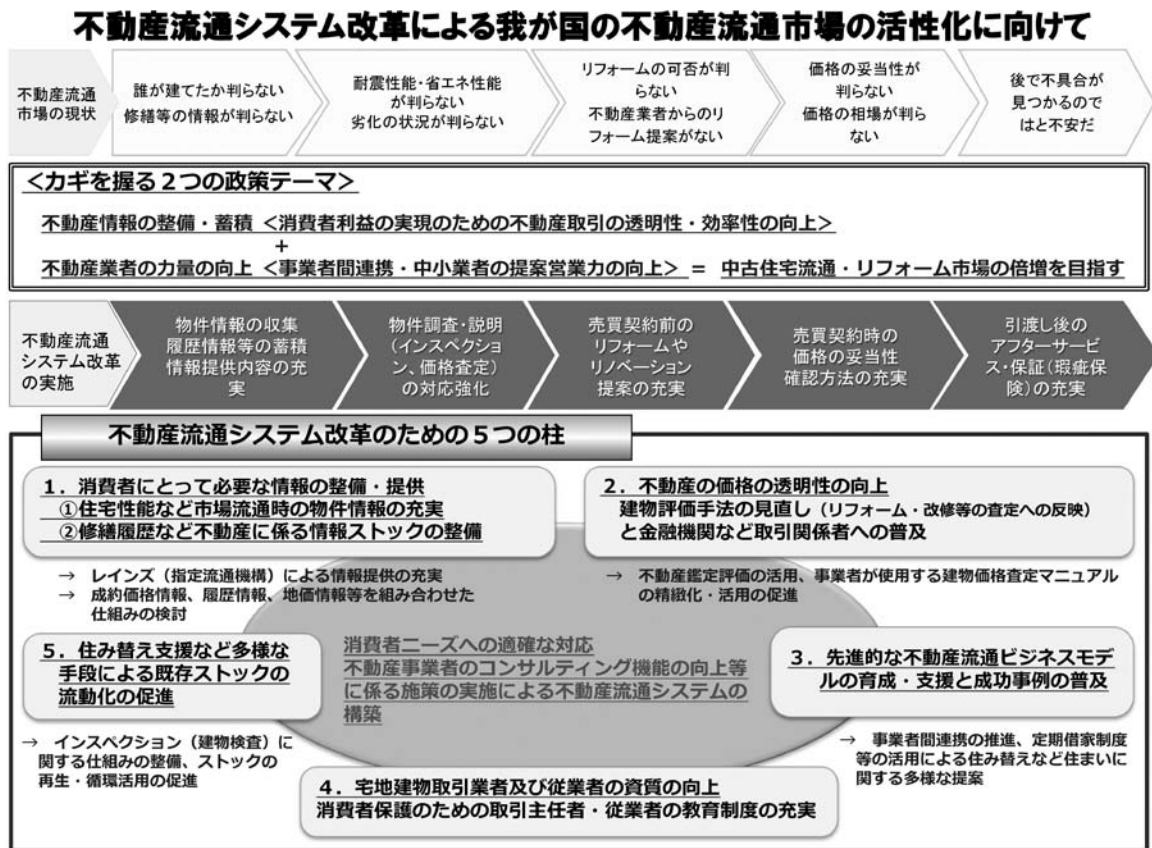 不動産流通システム改革による我が国の不動産流通市場の活性化に向けて
不動産流通
市場の現状
誰が建てたか判らない
修繕等の情報が判らない
耐震性能・省エネ性能
が判らない
劣化の状況が判らない
リフォームの可否が判
らない
不動産業者からのリ
フォーム提案がない
価格の妥当性が
判らない
価格の相場が判ら
ない
後で不具合が
見つかるので
はと不安だ
<カギを握る2つの政策テーマ>
不動産情報の整備・蓄積 <消費者利益の実現のための不動産取引の透明性・効率性の向上>
+
不動産業者の力量の向上 <事業者間連携・中小業者の提案営業力の向上> = 中古住宅流通・リフォーム市場の倍増を目指す
不動産流通
システム改革
の実施
物件情報の収集
履歴情報等の蓄積
情報提供内容の充
実
物件調査・説明
(インスペクショ
ン、価格査定)
の対応強化
売買契約前の
リフォームや
リノベーション
提案の充実
売買契約時の
価格の妥当性
確認方法の充実
引渡し後の
アフターサービ
ス・保証(瑕疵保
険)の充実
不動産流通システム改革のための5つの柱
1.消費者にとって必要な情報の整備・提供
①住宅性能など市場流通時の物件情報の充実
②修繕履歴など不動産に係る情報ストックの整備
→ レインズ(指定流通機構)による情報提供の充実
→ 成約価格情報、履歴情報、地価情報等を組み合わせた
仕組みの検討
2.不動産の価格の透明性の向上
建物評価手法の見直し(リフォーム・改修等の査定への反映)
と金融機関など取引関係者への普及
→ 不動産鑑定評価の活用、事業者が使用する建物価格査定マニュアル
の精緻化・活用の促進
消費者ニーズへの適確な対応
不動産事業者のコンサルティング機能の向上等
に係る施策の実施による不動産流通システムの
構築
5.住み替え支援など多様な
手段による既存ストックの
流動化の促進
→ インスペクション(建物検査)に
関する仕組みの整備、ストックの
再生・循環活用の促進
3.先進的な不動産流通ビジネスモデ
ルの育成・支援と成功事例の普及
→ 事業者間連携の推進、定期借家制度
等の活用による住み替えなど住まいに
関する多様な提案
4.宅地建物取引業者及び従業者の資質の向上
消費者保護のための取引主任者・従業者の教育制度の充実